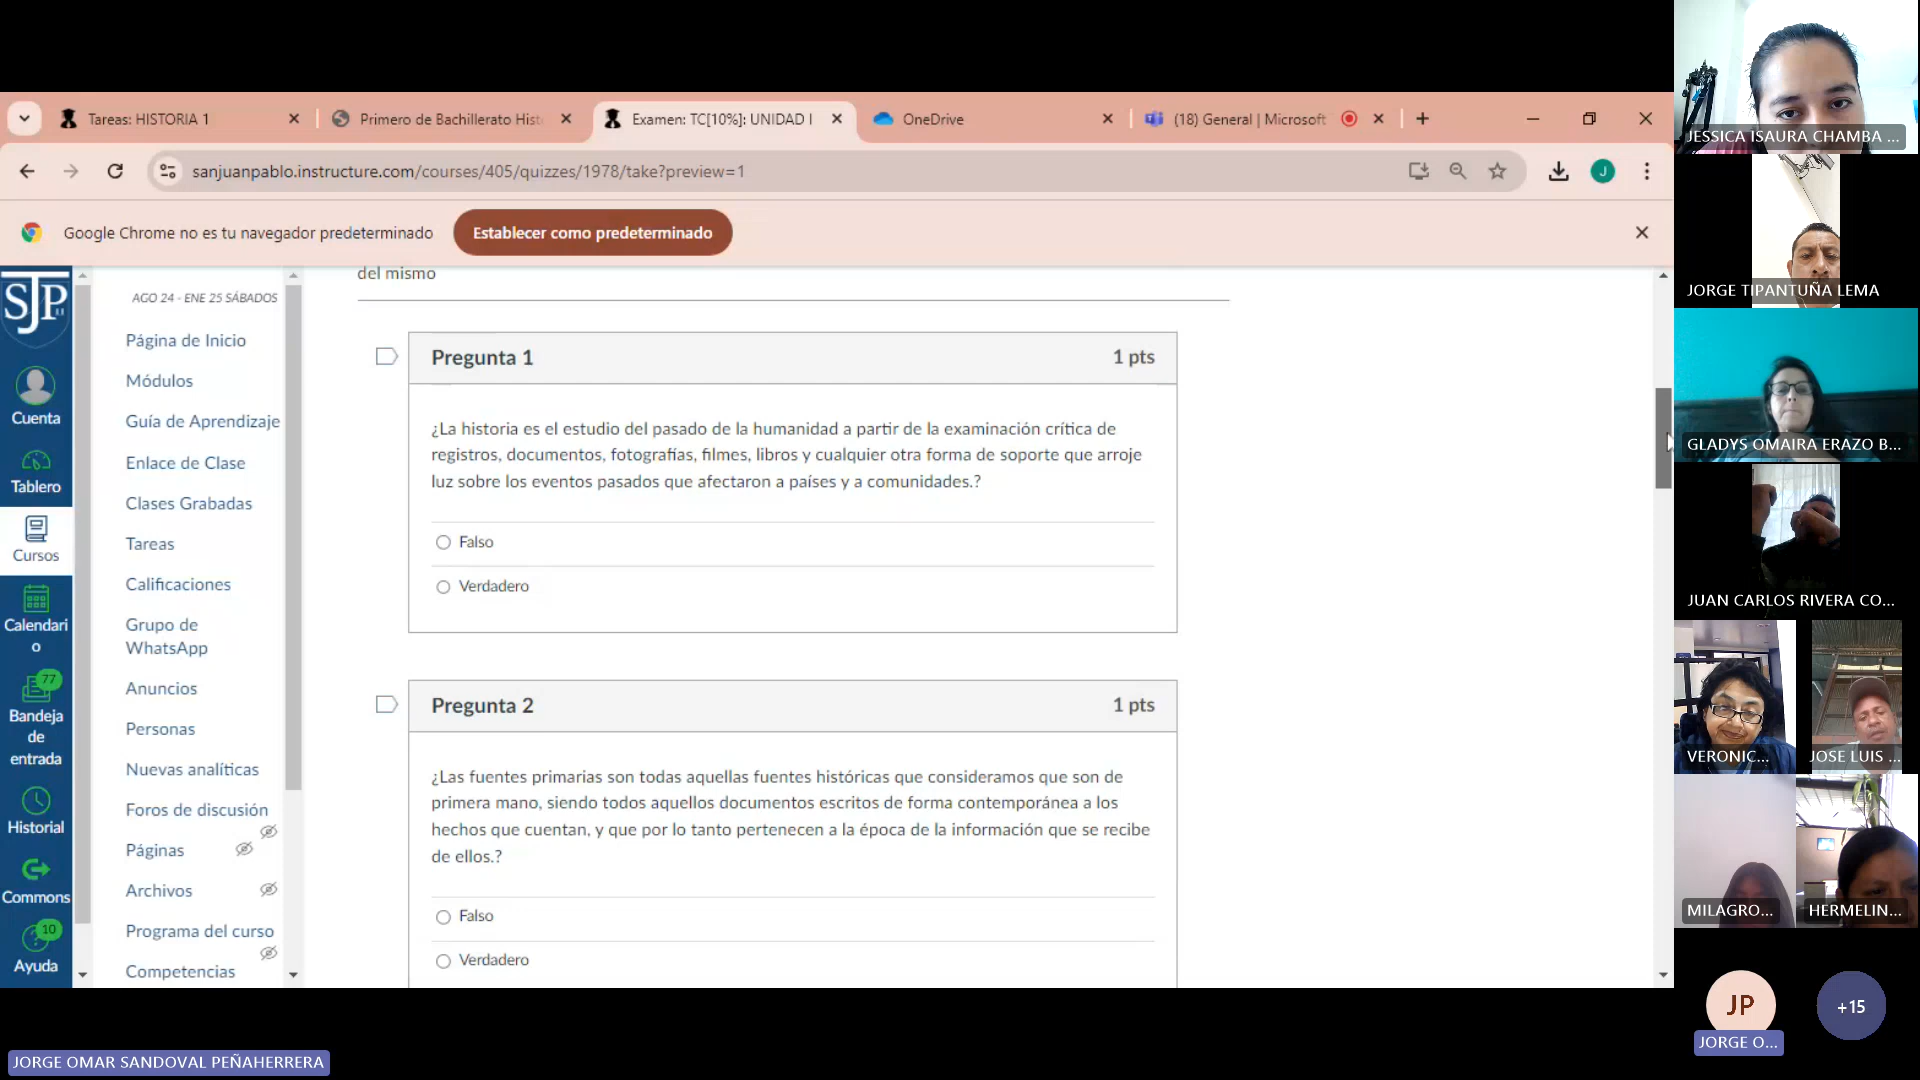 Tareas: HISTORIA 1
Primero de Bachillerato Hist
Examen: TC[10%]: UNIDAD I
OneDrive
(18) General | Microsoft
sanjuanpablo.instructure.com/courses/405/quizzes/1978/take?preview=1
J
Google Chrome no es tu navegador predeterminado
Establecer como predeterminado
SJP
II
Cuenta
Tablero
Cursos
Calendari
o
77
Bandeja
de
entrada
Historial
Commons
10
Ayuda
AGO 24 - ENE 25 SÁBADOS
Página de Inicio
Módulos
Guía de Aprendizaje
Enlace de Clase
Clases Grabadas
Tareas
Calificaciones
Grupo de
WhatsApp
Anuncios
Personas
Nuevas analíticas
Foros de discusión
Páginas
Archivos
Programa del curso
Competencias
del mismo
Pregunta 1 1 pts
¿La historia es el estudio del pasado de la humanidad a partir de la examinación crítica de
registros, documentos, fotografías, filmes, libros y cualquier otra forma de soporte que arroje
luz sobre los eventos pasados que afectaron a países y a comunidades.?
Falso
Verdadero
Pregunta 2 1 pts
¿Las fuentes primarias son todas aquellas fuentes históricas que consideramos que son de
primera mano, siendo todos aquellos documentos escritos de forma contemporánea a los
hechos que cuentan, y que por lo tanto pertenecen a la época de la información que se recibe
de ellos.?
Falso
Verdadero
JESSICA ISAURA CHAMBA ...
JORGE TIPANTUÑA LEMA
GLADYS OMAIRA ERAZO B...
JUAN CARLOS RIVERA CO...
VERONIC...
JOSE LUIS ...
MILAGRO...
HERMELIN...
JP
+15
JORGE O...
JORGE OMAR SANDOVAL PEÑAHERRERA